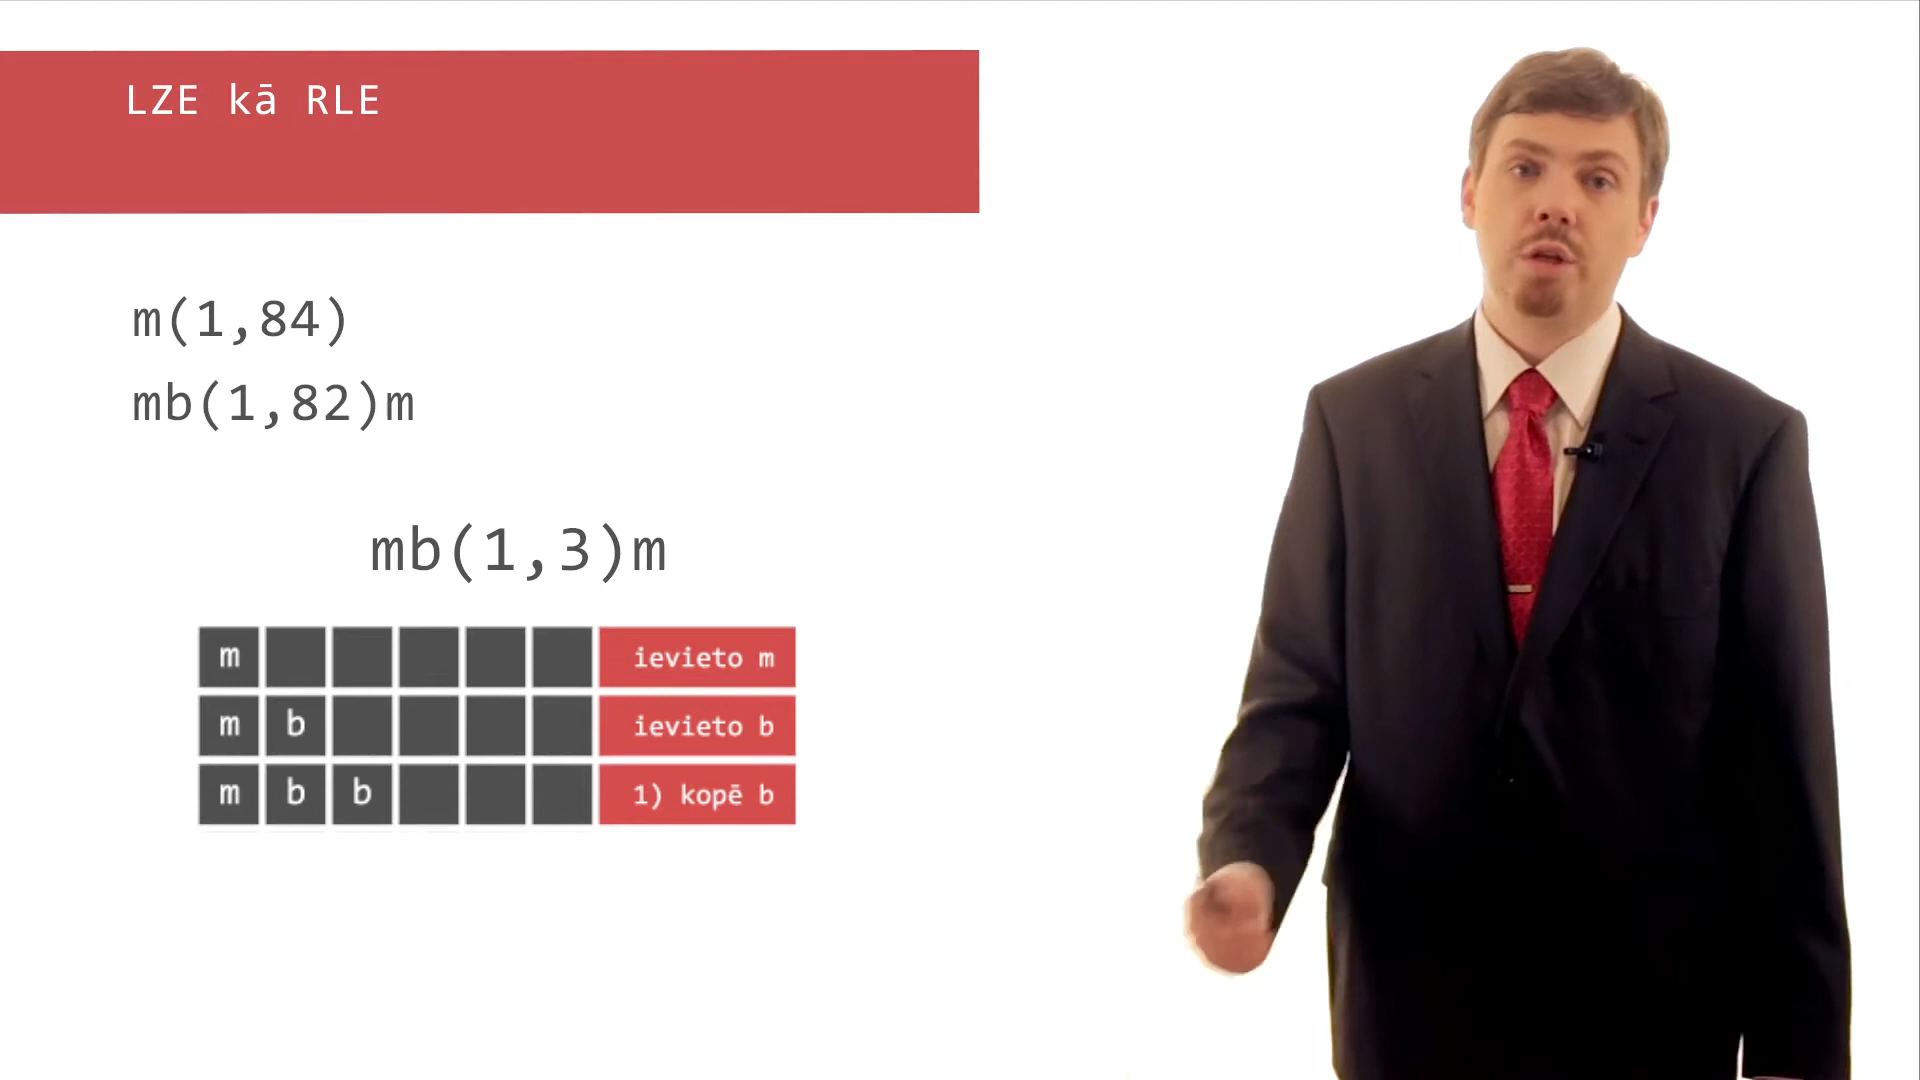 LZE kā RLE
m(1,84)
mb(1,82)m
mb(1,3)m
m ievieto m
m b ievieto b
m b b 1) kopē b